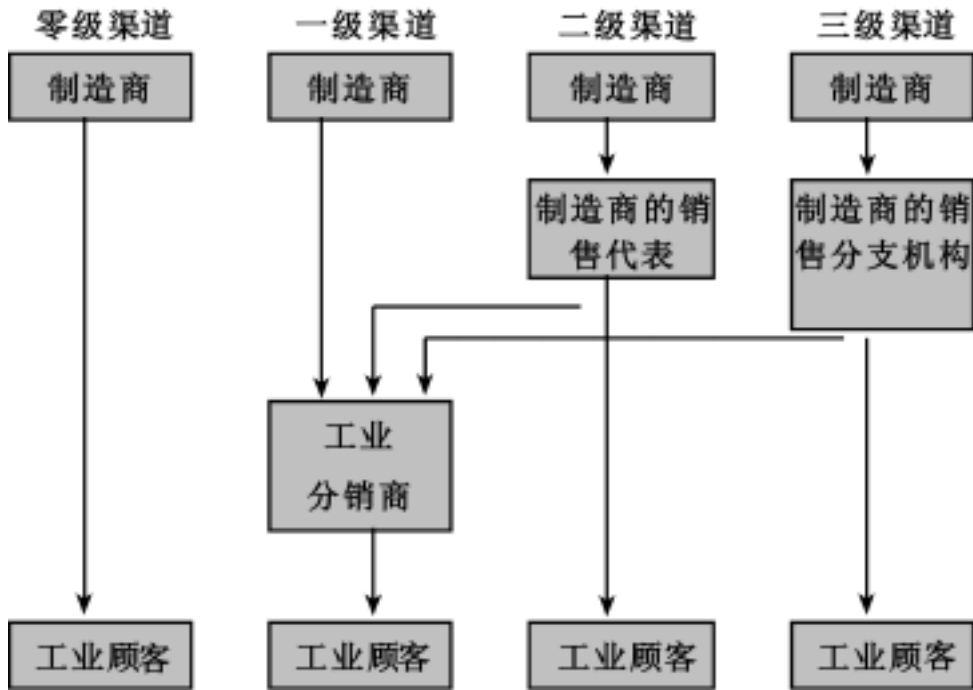 零级渠道 一级渠道 二级渠道 三级渠道
制造商 制造商 制造商 制造商
制造商的销
售代表
制造商的销
售分支机构
工业
分销商
工业顾客 工业顾客 工业顾客 工业顾客